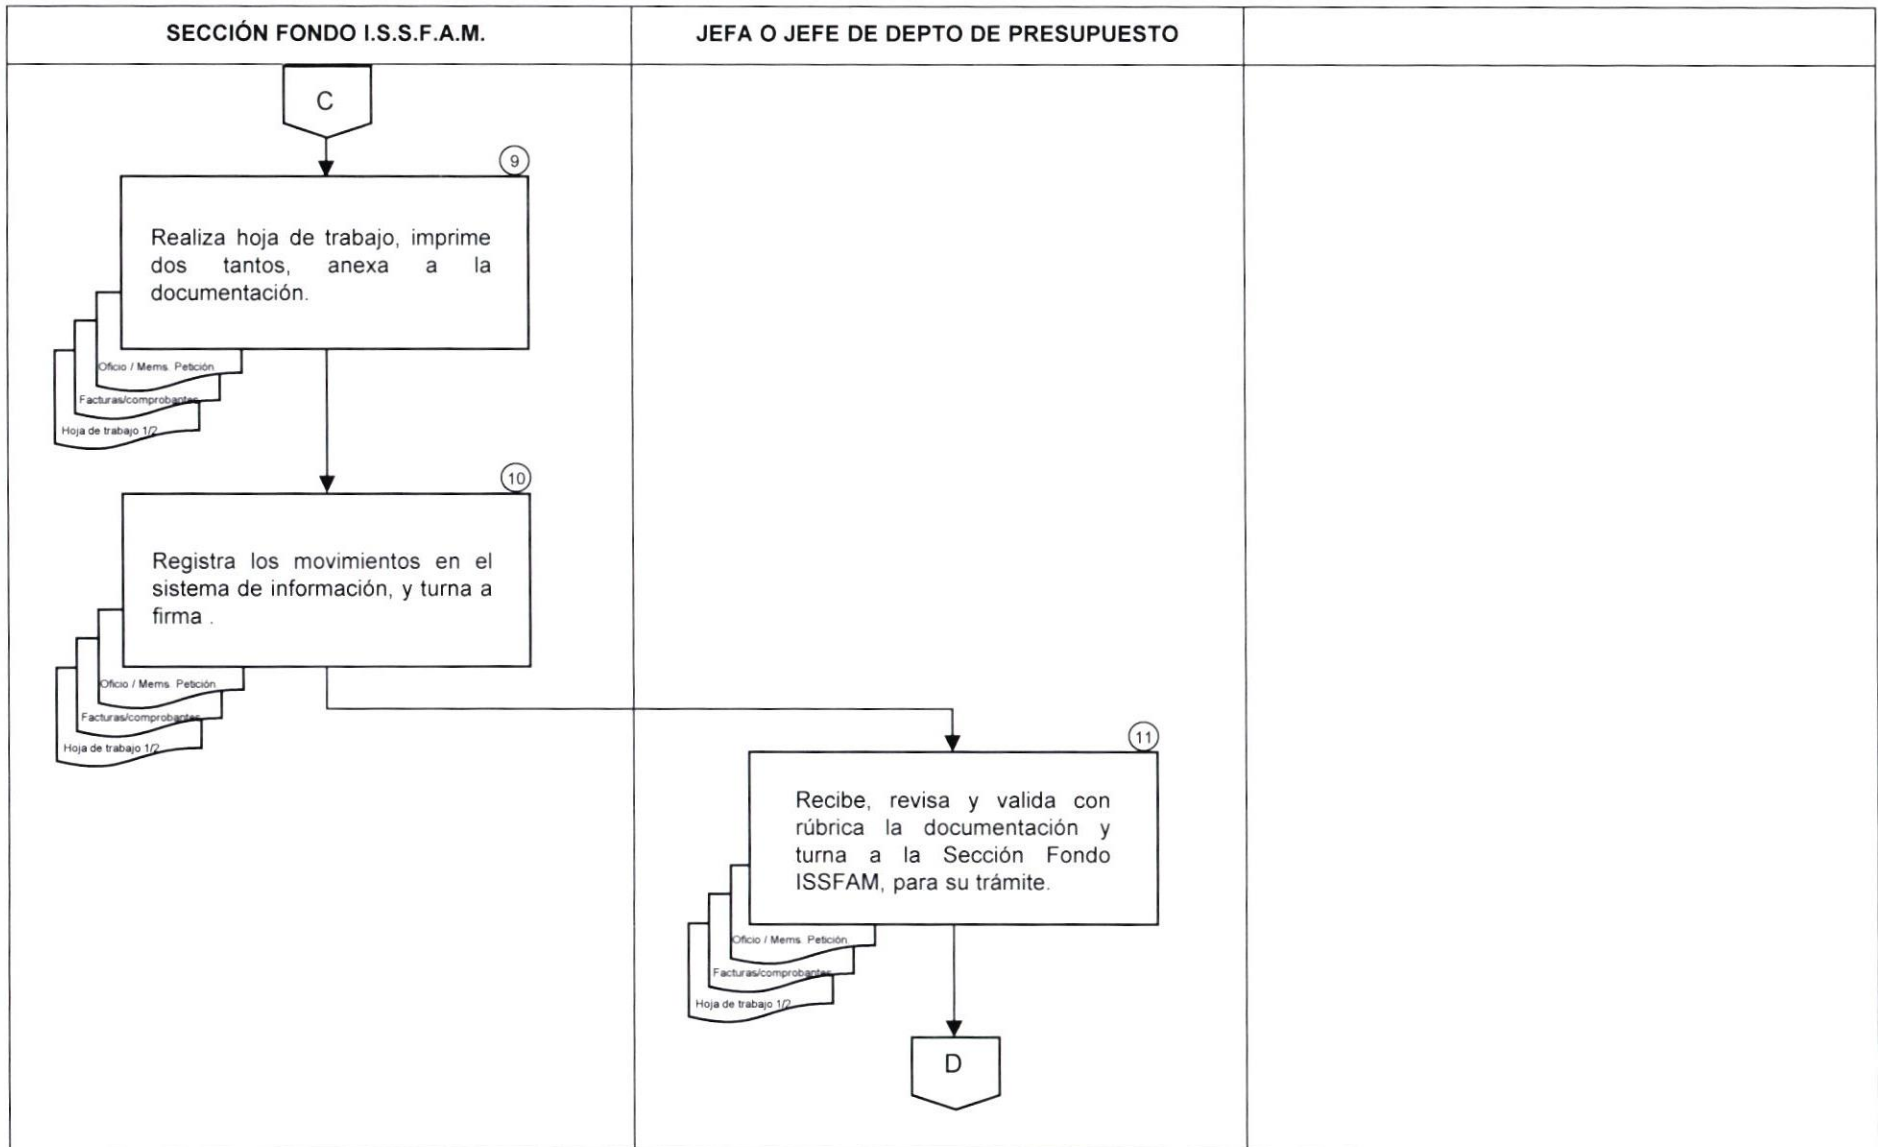 SECCIÓN FONDO I.S.S.F.A.M.
JEFA O JEFE DE DEPTO DE PRESUPUESTO
C
9
Realiza hoja de trabajo, imprime
dos tantos, anexa a la
documentación.
Oficio / Mems. Petición
Facturas/comprobantes
Hoja de trabajo 1/2
10
Registra los movimientos en el
sistema de información, y turna a
firma .
Oficio / Mems. Petición
Facturas/comprobantes
Hoja de trabajo 1/2
11
Recibe, revisa y valida con
rúbrica la documentación y
turna a la Sección Fondo
ISSFAM, para su trámite.
Oficio / Mems. Petición
Facturas/comprobantes
Hoja de trabajo 1/2
D